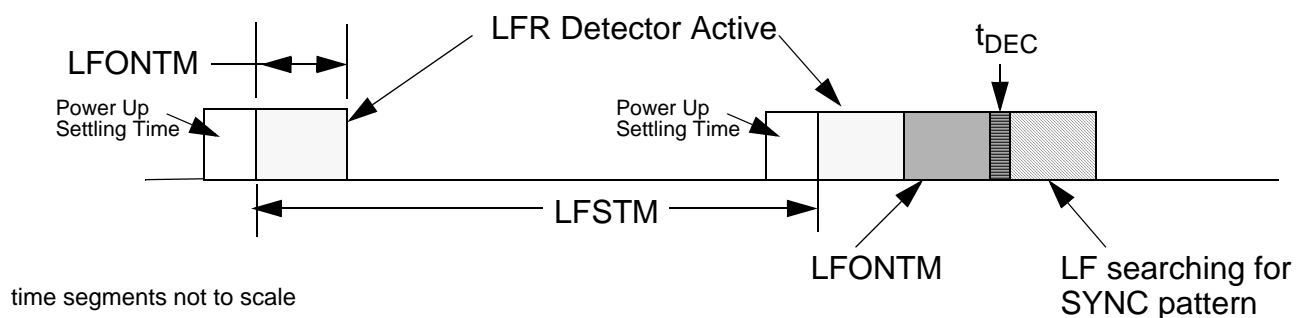 LFR Detector Active
tDEC
LFONTM
Power Up
Settling Time
Power Up
Settling Time
LFSTM
LFONTM
LF searching for
SYNC pattern
time segments not to scale